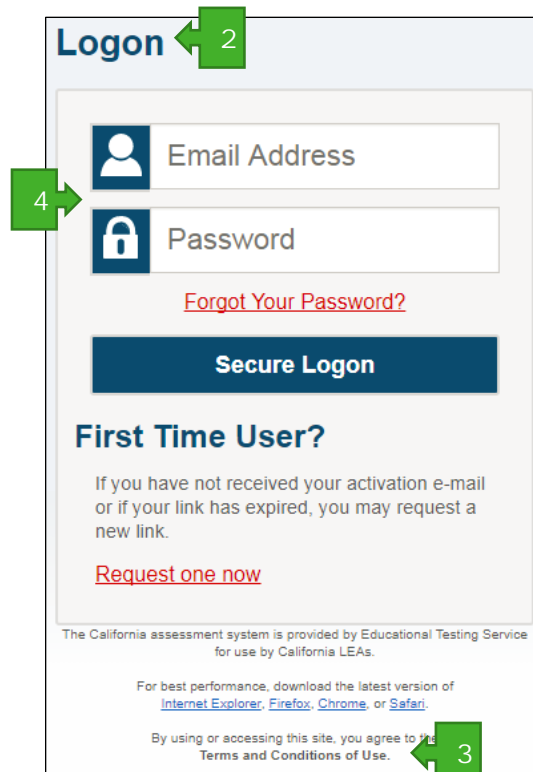 Logon
2
4
Email Address
Password
Forgot Your Password?
Secure Logon
First Time User?
If you have not received your activation e-mail
or if your link has expired, you may request a
new link.
Request one now
The California assessment system is provided by Educational Testing Service
for use by California LEAs.
For best performance, download the latest version of
Internet Explorer, Firefox, Chrome, or Safari.
By using or accessing this site, you agree to the
Terms and Conditions of Use.
3